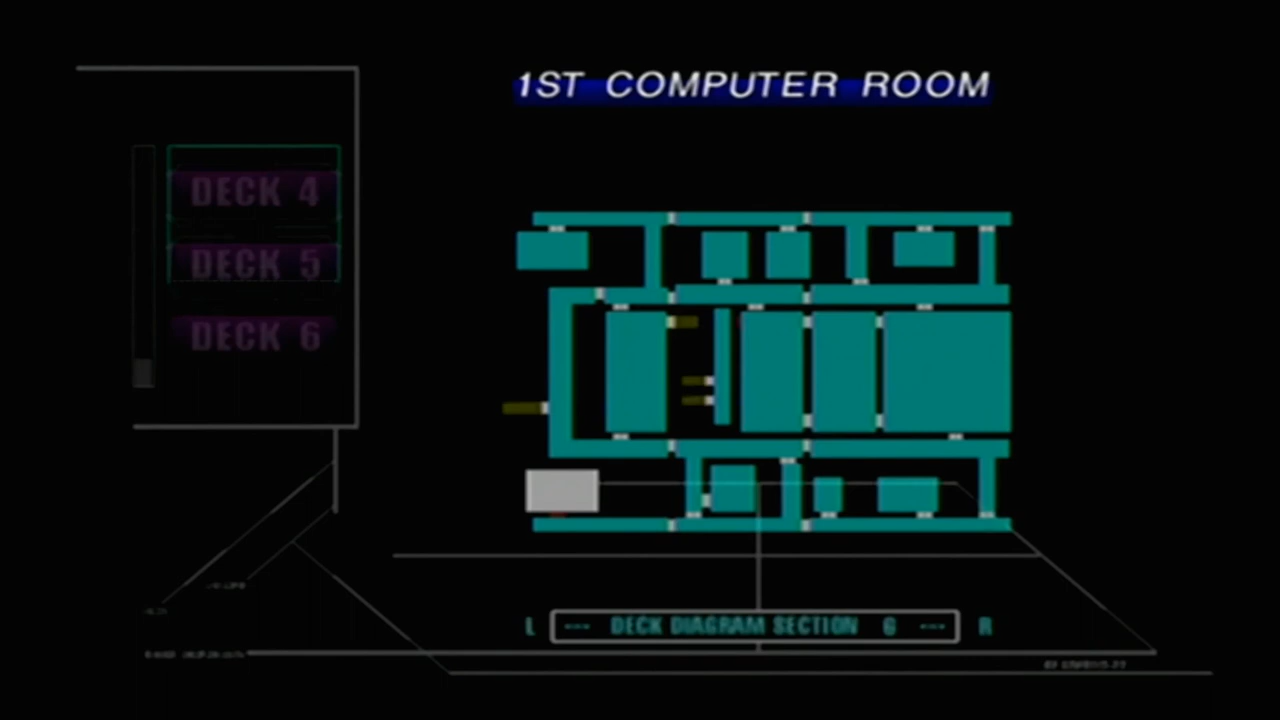 1ST COMPUTER ROOM
DECK 4
DECK 5
DECK 6
L --- DECK DIAGRAM SECTION 6 --- R